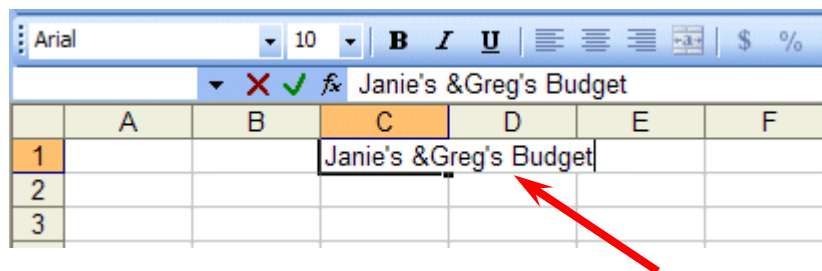 Arial 10 B I U $ %
fx Janie's &Greg's Budget
A B C D E F
1 Janie's &Greg's Budget
2
3